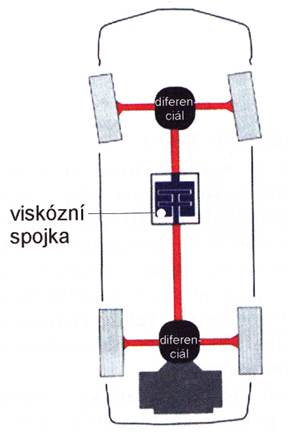 diferen-
ciál
viskózní
spojka
diferen-
ciál